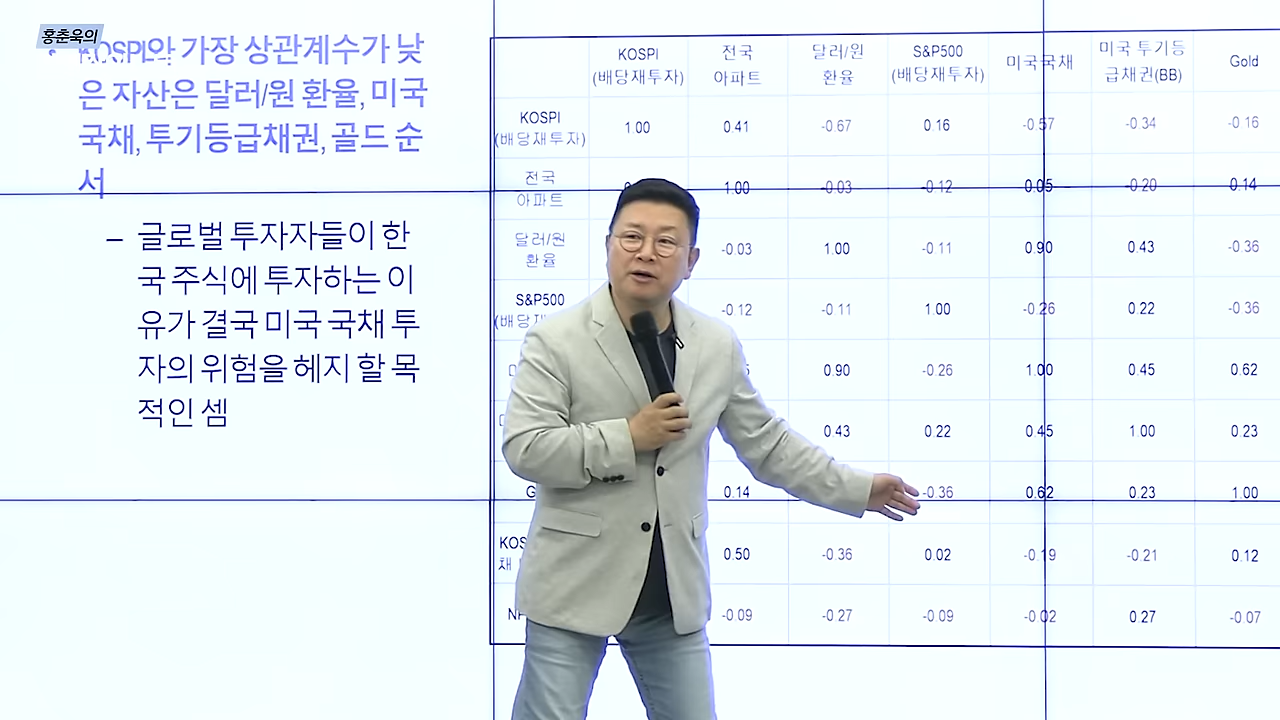 홍춘욱의
• KOSPI와 가장 상관계수가 낮
은 자산은 달러/원 환율, 미국
국채, 투기등급채권, 골드 순
서
– 글로벌 투자자들이 한
국 주식에 투자하는 이
유가 결국 미국 국채 투
자의 위험을 헤지 할 목
적인 셈
KOSPI (배당재투자) 전국 아파트 달러/원 환율 S&P500 (배당재투자) 미국국채 미국 투기등급채권(BB) Gold
KOSPI (배당재투자) 1.00 0.41 -0.67 0.16 -0.57 -0.34 -0.16
전국 아파트 1.00 -0.03 -0.12 0.05 -0.20 0.14
달러/원 환율 -0.03 1.00 -0.11 0.90 0.43 -0.36
S&P500 -0.12 -0.11 1.00 -0.26 0.22 -0.36
0.90 -0.26 1.00 0.45 0.62
0.43 0.22 0.45 1.00 0.23
0.14 -0.36 0.62 0.23 1.00
0.50 -0.36 0.02 -0.19 -0.21 0.12
-0.09 -0.27 -0.09 -0.02 0.27 -0.07